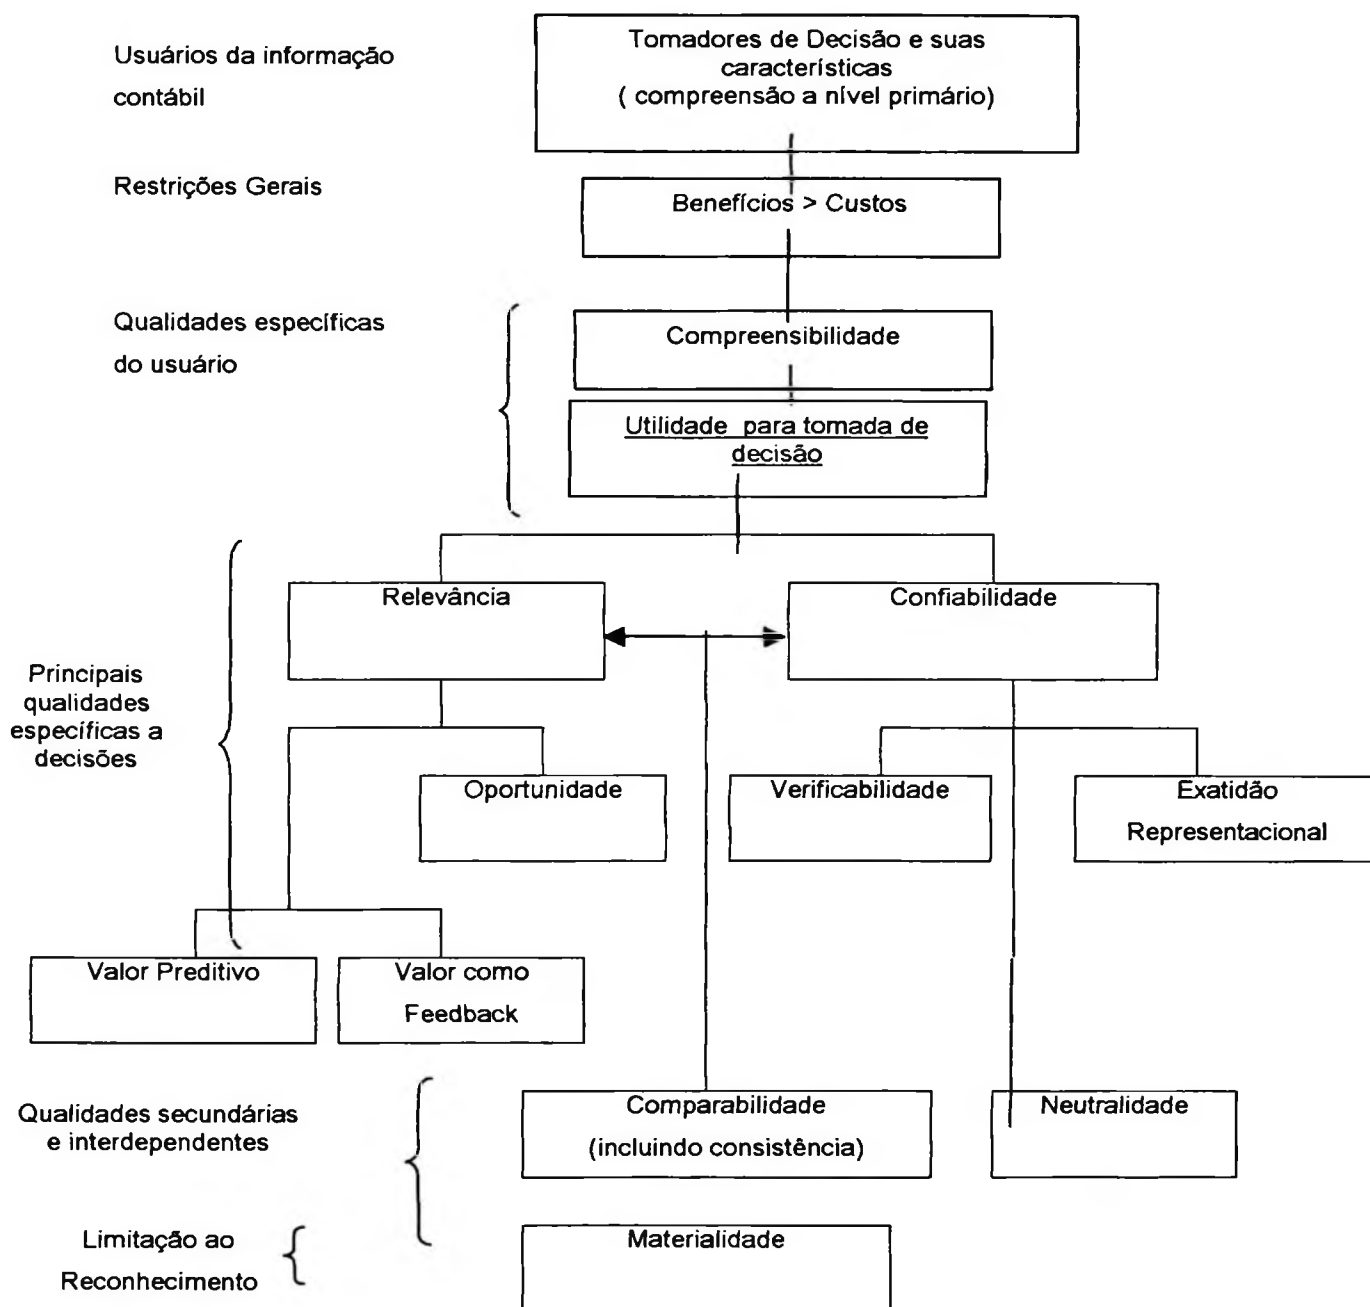 Usuários da informação
contábil
Tomadores de Decisão e suas
características
( compreensão a nível primário)
Restrições Gerais
Benefícios > Custos
Qualidades específicas
do usuário
Compreensibilidade
Utilidade para tomada de
decisão
Relevância
Confiabilidade
Principais
qualidades
específicas a
decisões
Oportunidade
Verificabilidade
Exatidão
Representacional
Valor Preditivo
Valor como
Feedback
Qualidades secundárias
e interdependentes
Comparabilidade
(incluindo consistência)
Neutralidade
Limitação ao
Reconhecimento
Materialidade